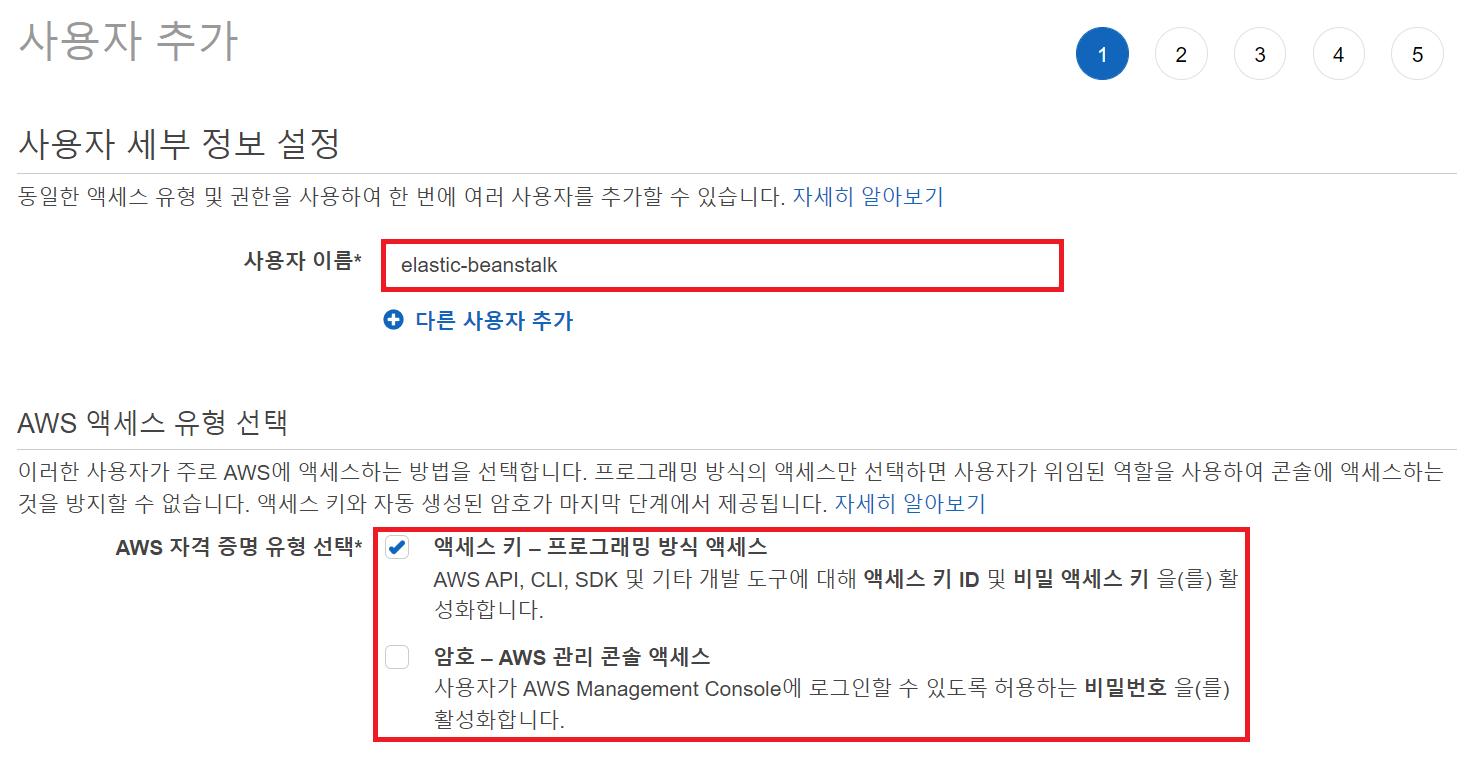 사용자 추가
1 2 3 4 5
사용자 세부 정보 설정
동일한 액세스 유형 및 권한을 사용하여 한 번에 여러 사용자를 추가할 수 있습니다. 자세히 알아보기
사용자 이름* elastic-beanstalk
다른 사용자 추가
AWS 액세스 유형 선택
이러한 사용자가 주로 AWS에 액세스하는 방법을 선택합니다. 프로그래밍 방식의 액세스만 선택하면 사용자가 위임된 역할을 사용하여 콘솔에 액세스하는
것을 방지할 수 없습니다. 액세스 키와 자동 생성된 암호가 마지막 단계에서 제공됩니다. 자세히 알아보기
AWS 자격 증명 유형 선택* 액세스 키 – 프로그래밍 방식 액세스
AWS API, CLI, SDK 및 기타 개발 도구에 대해 액세스 키 ID 및 비밀 액세스 키 을(를) 활
성화합니다.
암호 – AWS 관리 콘솔 액세스
사용자가 AWS Management Console에 로그인할 수 있도록 허용하는 비밀번호 을(를)
활성화합니다.